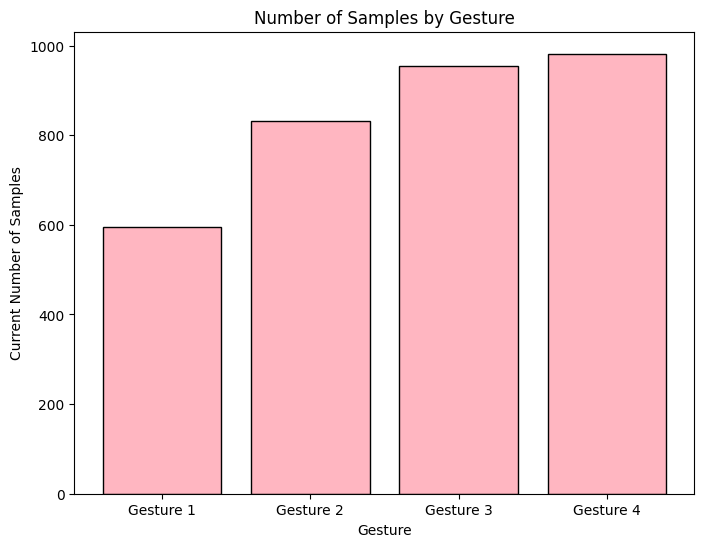 Number of Samples by Gesture
Current Number of Samples
1000
800
600
400
200
0
Gesture 1 Gesture 2 Gesture 3 Gesture 4
Gesture